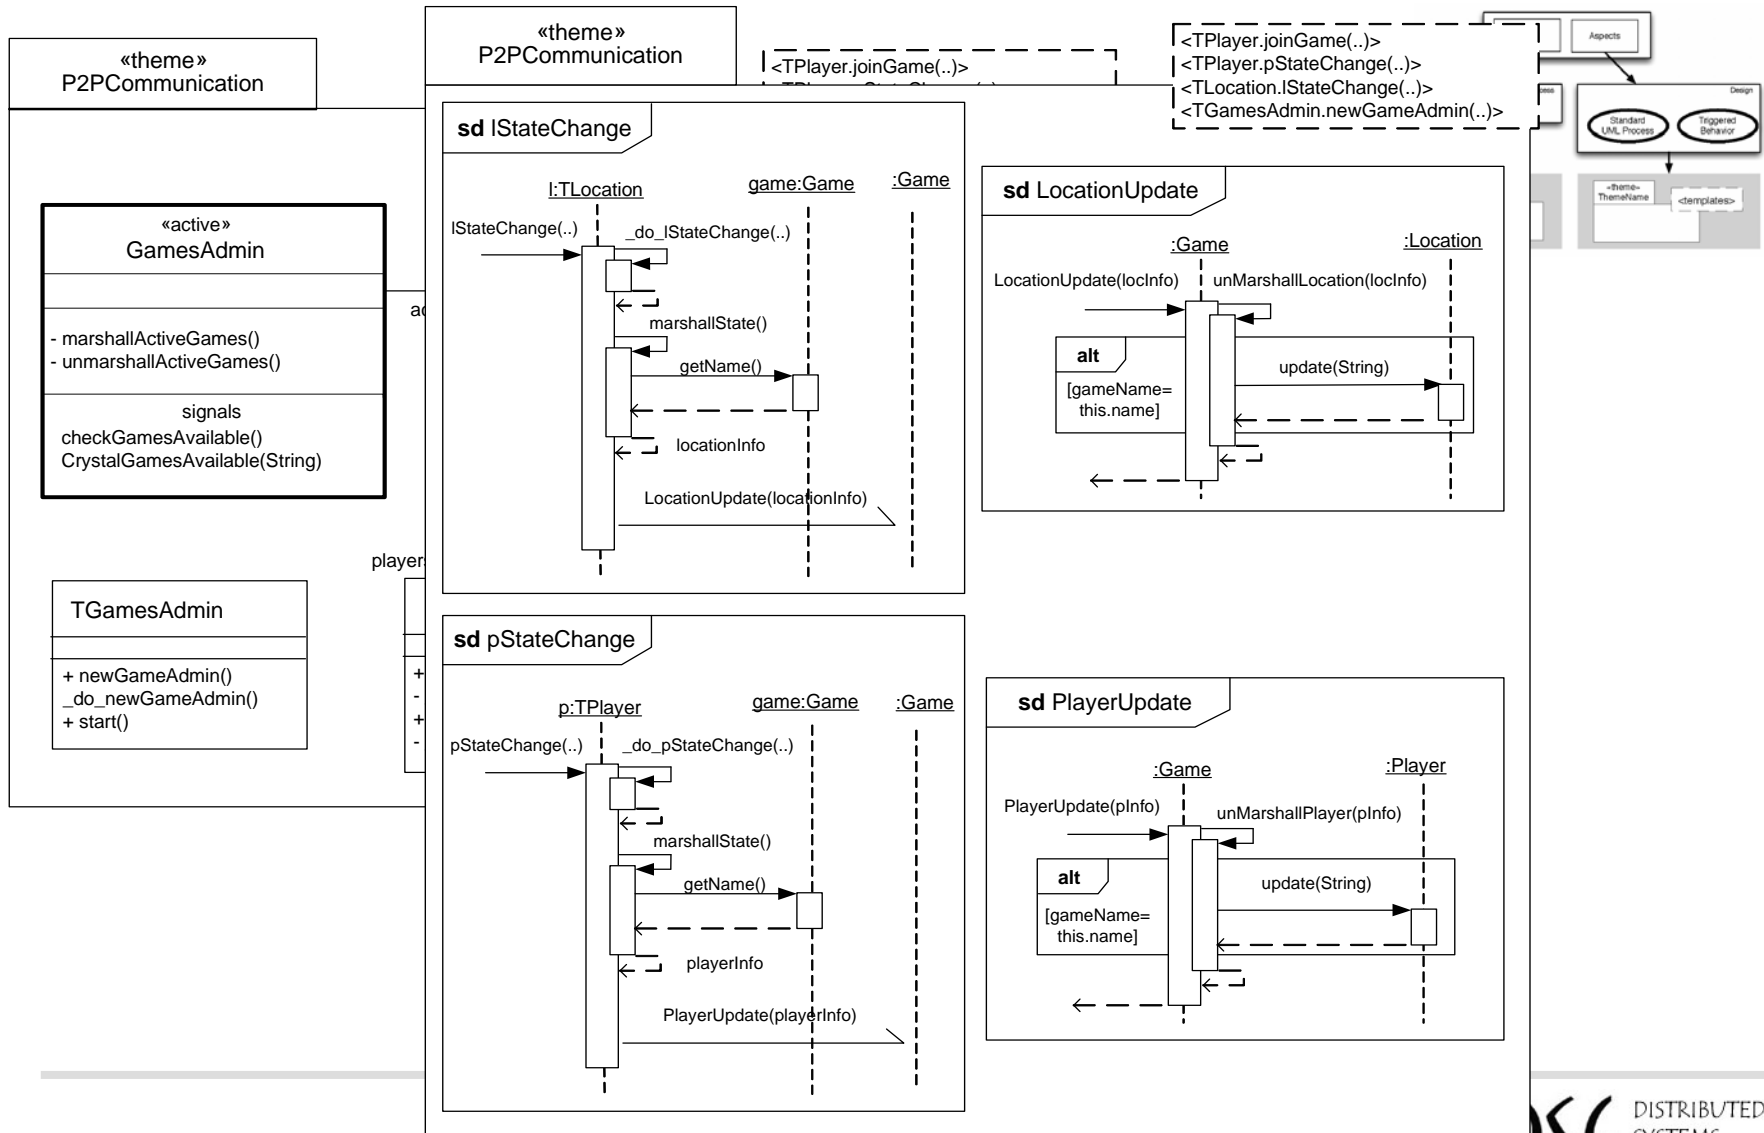 «theme»
P2PCommunication
«active»
GamesAdmin
- marshallActiveGames()
- unmarshallActiveGames()
signals
checkGamesAvailable()
CrystalGamesAvailable(String)
TGamesAdmin
+ newGameAdmin()
_do_newGameAdmin()
+ start()
+
-
+
-
«theme»
P2PCommunication
<TPlayer.joinGame(..)>
<TPlayer.joinGame(..)>
<TPlayer.pStateChange(..)>
<TLocation.lStateChange(..)>
<TGamesAdmin.newGameAdmin(..)>
sd lStateChange
l:TLocation
game:Game
:Game
lStateChange(..)
_do_lStateChange(..)
marshallState()
getName()
locationInfo
LocationUpdate(locationInfo)
sd LocationUpdate
:Game
:Location
LocationUpdate(locInfo)
unMarshallLocation(locInfo)
alt
update(String)
[gameName=
this.name]
sd pStateChange
p:TPlayer
game:Game
:Game
pStateChange(..)
_do_pStateChange(..)
marshallState()
getName()
playerInfo
PlayerUpdate(playerInfo)
sd PlayerUpdate
:Game
:Player
PlayerUpdate(pInfo)
unMarshallPlayer(pInfo)
alt
update(String)
[gameName=
this.name]
Aspects
Design
Standard
UML Process
Triggered
Behavior
«theme»
ThemeName
<templates>
DISTRIBUTED
SYSTEMS